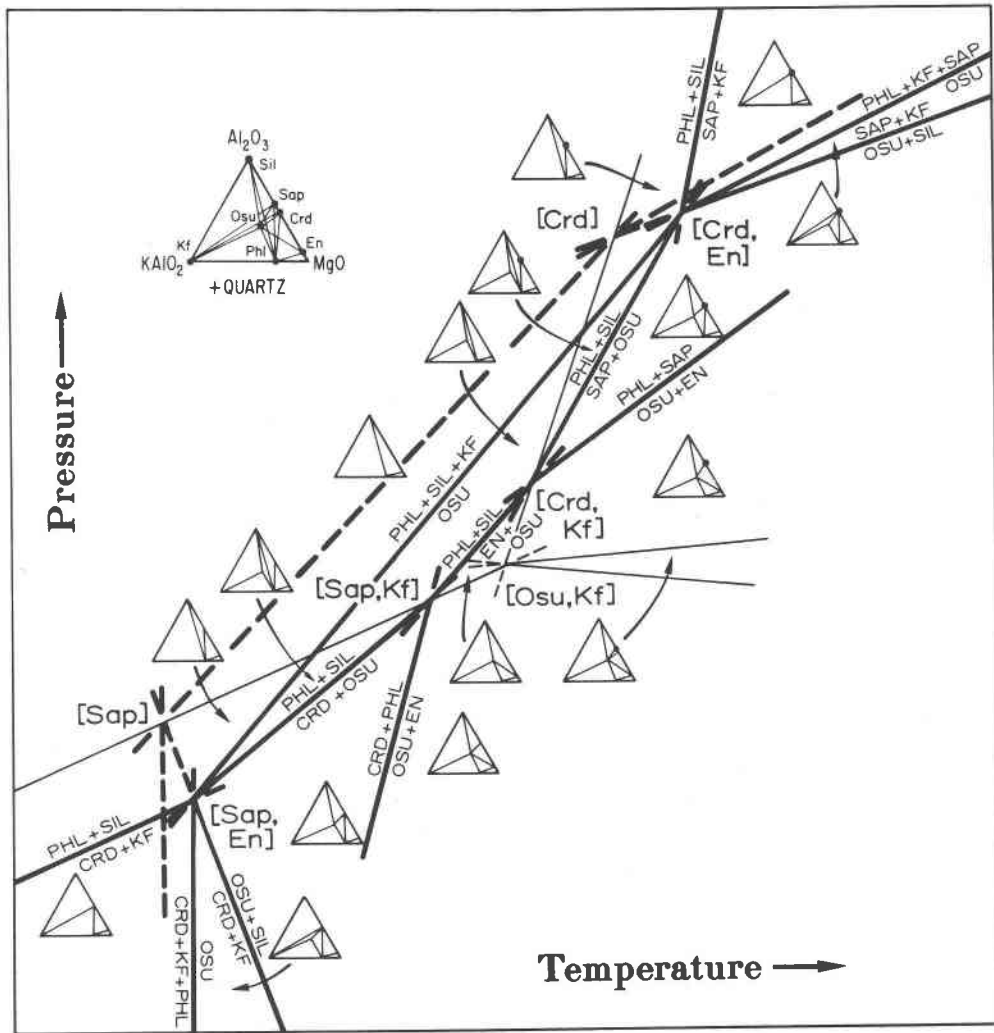 PHL+SIL
SAP+KF
PHL+KF+SAP
OSU
SAP+KF
OSU+SIL
Al₂O₃
Sil
Sap
Osu
Crd
Kf
En
Phl
KAlO₂
MgO
+QUARTZ
[Crd]
[Crd,
En]
PHL+SIL
SAP+OSU
PHL+SAP
OSU+EN
Pressure
PHL+SIL+KF
OSU
PHL+SIL
EN+
OSU
[Crd,
Kf]
[Sap,Kf]
[Osu,Kf]
PHL+SIL
CRD+OSU
CRD+PHL
OSU+EN
[Sap]
[Sap,
En]
PHL+SIL
CRD+KF
CRD+KF+PHL
OSU
OSU+SIL
CRD+KF
Temperature